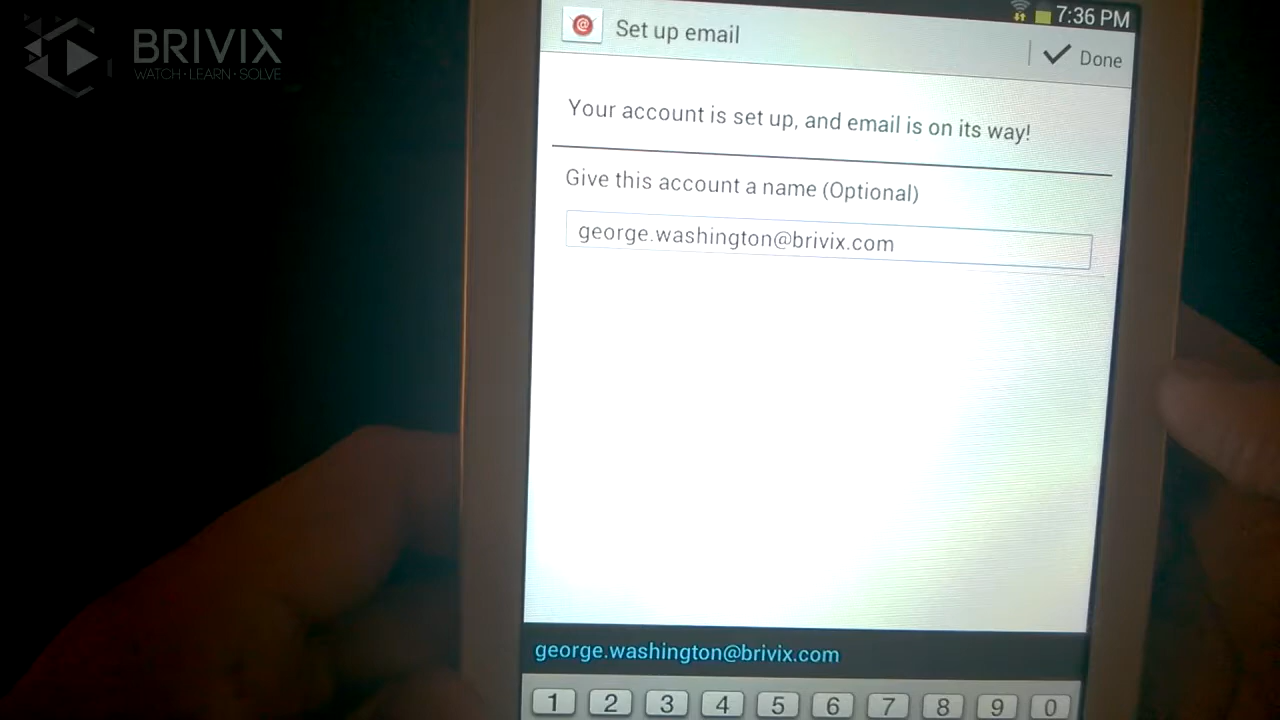 BRIVIX
WATCH · LEARN · SOLVE
7:36 PM
Set up email
Done
Your account is set up, and email is on its way!
Give this account a name (Optional)
george.washington@brivix.com
george.washington@brivix.com
1 2 3 4 5 6 7 8 9 0